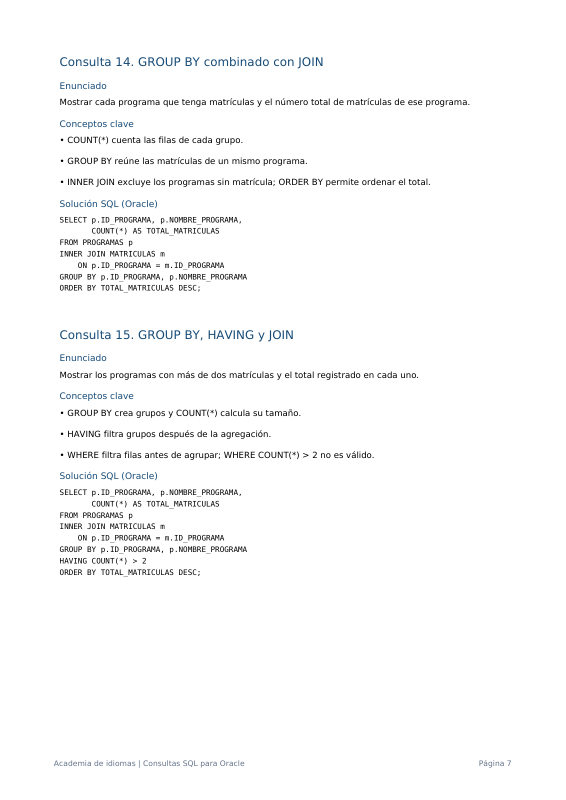 Consulta 14. GROUP BY combinado con JOIN
Enunciado
Mostrar cada programa que tenga matrículas y el número total de matrículas de ese programa.
Conceptos clave
• COUNT(*) cuenta las filas de cada grupo.
• GROUP BY reúne las matrículas de un mismo programa.
• INNER JOIN excluye los programas sin matrícula; ORDER BY permite ordenar el total.
Solución SQL (Oracle)
SELECT p.ID_PROGRAMA, p.NOMBRE_PROGRAMA,
       COUNT(*) AS TOTAL_MATRICULAS
FROM PROGRAMAS p
INNER JOIN MATRICULAS m
    ON p.ID_PROGRAMA = m.ID_PROGRAMA
GROUP BY p.ID_PROGRAMA, p.NOMBRE_PROGRAMA
ORDER BY TOTAL_MATRICULAS DESC;
Consulta 15. GROUP BY, HAVING y JOIN
Enunciado
Mostrar los programas con más de dos matrículas y el total registrado en cada uno.
Conceptos clave
• GROUP BY crea grupos y COUNT(*) calcula su tamaño.
• HAVING filtra grupos después de la agregación.
• WHERE filtra filas antes de agrupar; WHERE COUNT(*) > 2 no es válido.
Solución SQL (Oracle)
SELECT p.ID_PROGRAMA, p.NOMBRE_PROGRAMA,
       COUNT(*) AS TOTAL_MATRICULAS
FROM PROGRAMAS p
INNER JOIN MATRICULAS m
    ON p.ID_PROGRAMA = m.ID_PROGRAMA
GROUP BY p.ID_PROGRAMA, p.NOMBRE_PROGRAMA
HAVING COUNT(*) > 2
ORDER BY TOTAL_MATRICULAS DESC;
Academia de idiomas | Consultas SQL para Oracle
Página 7